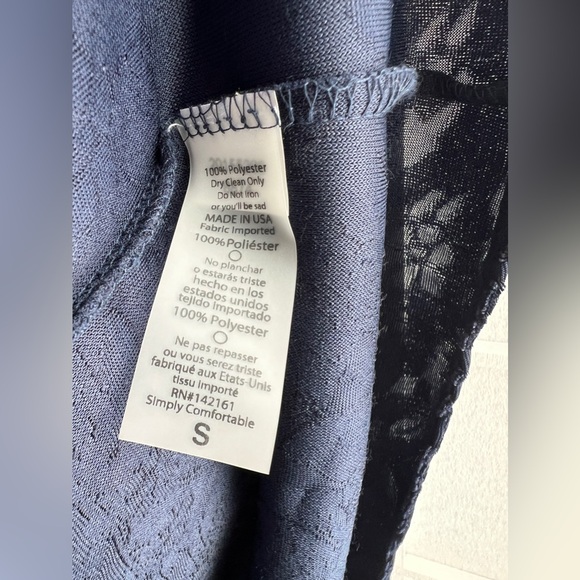 100% Polyester
Dry Clean Only
Do Not Iron
or you'll be sad
MADE IN USA
Fabric Imported
100% Poliéster
No planchar
o estarás triste
hecho en los
estados unidos
tejido importado
100% Polyester
Ne pas repasser
ou vous serez triste
fabriqué aux Etats-Unis
tissu importé
RN#142161
Simply Comfortable
S